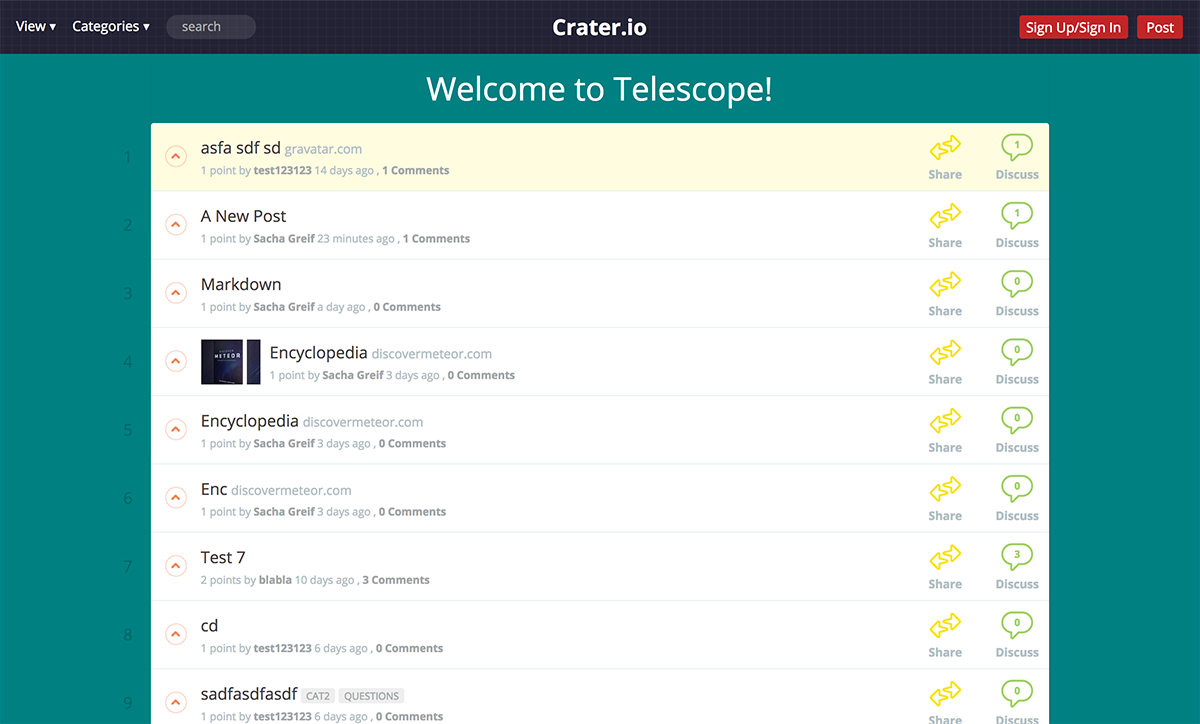 View ▾ Categories ▾ search Crater.io Sign Up/Sign In Post
Welcome to Telescope!
1 asfa sdf sd gravatar.com 1
1 point by test123123 14 days ago , 1 Comments Share Discuss
2 A New Post 1
1 point by Sacha Greif 23 minutes ago , 1 Comments Share Discuss
3 Markdown 0
1 point by Sacha Greif a day ago , 0 Comments Share Discuss
4 METEOR Encyclopedia discovermeteor.com 0
1 point by Sacha Greif 3 days ago , 0 Comments Share Discuss
5 Encyclopedia discovermeteor.com 0
1 point by Sacha Greif 3 days ago , 0 Comments Share Discuss
6 Enc discovermeteor.com 0
1 point by Sacha Greif 3 days ago , 0 Comments Share Discuss
7 Test 7 3
2 points by blabla 10 days ago , 3 Comments Share Discuss
8 cd 0
1 point by test123123 6 days ago , 0 Comments Share Discuss
9 sadfasdfasdf CAT2 QUESTIONS 0
1 point by test123123 6 days ago , 0 Comments Share Discuss